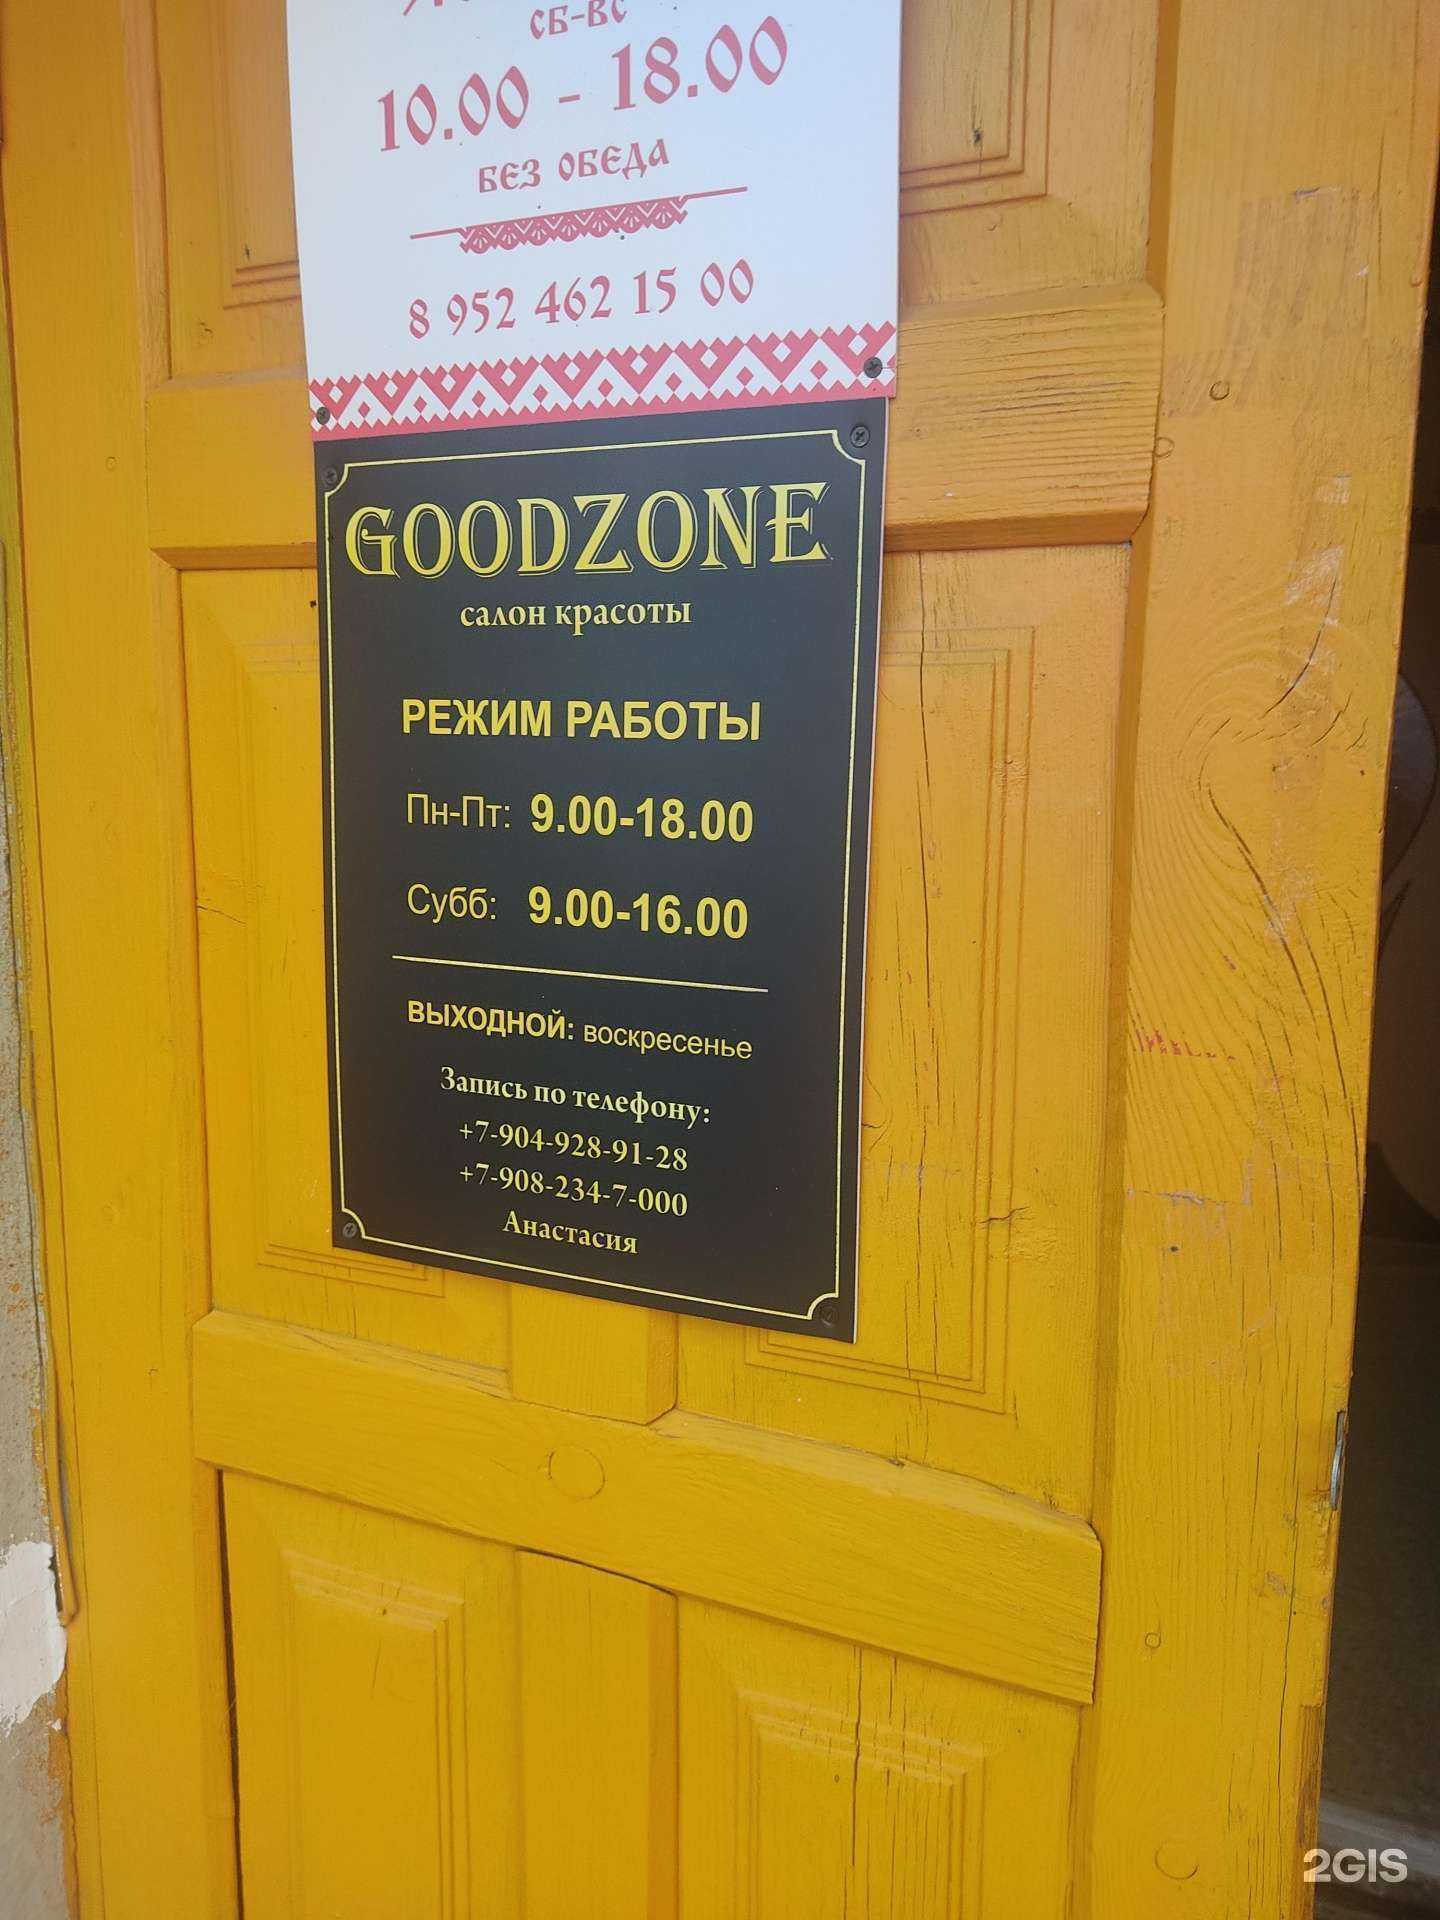 СБ-ВС
10.00 - 18.00
БЕЗ ОБЕДА
8 952 462 15 00
GOODZONE
салон красоты
РЕЖИМ РАБОТЫ
Пн-Пт: 9.00-18.00
Субб: 9.00-16.00
ВЫХОДНОЙ: воскресенье
Запись по телефону:
+7-904-928-91-28
+7-908-234-7-000
Анастасия
2GIS